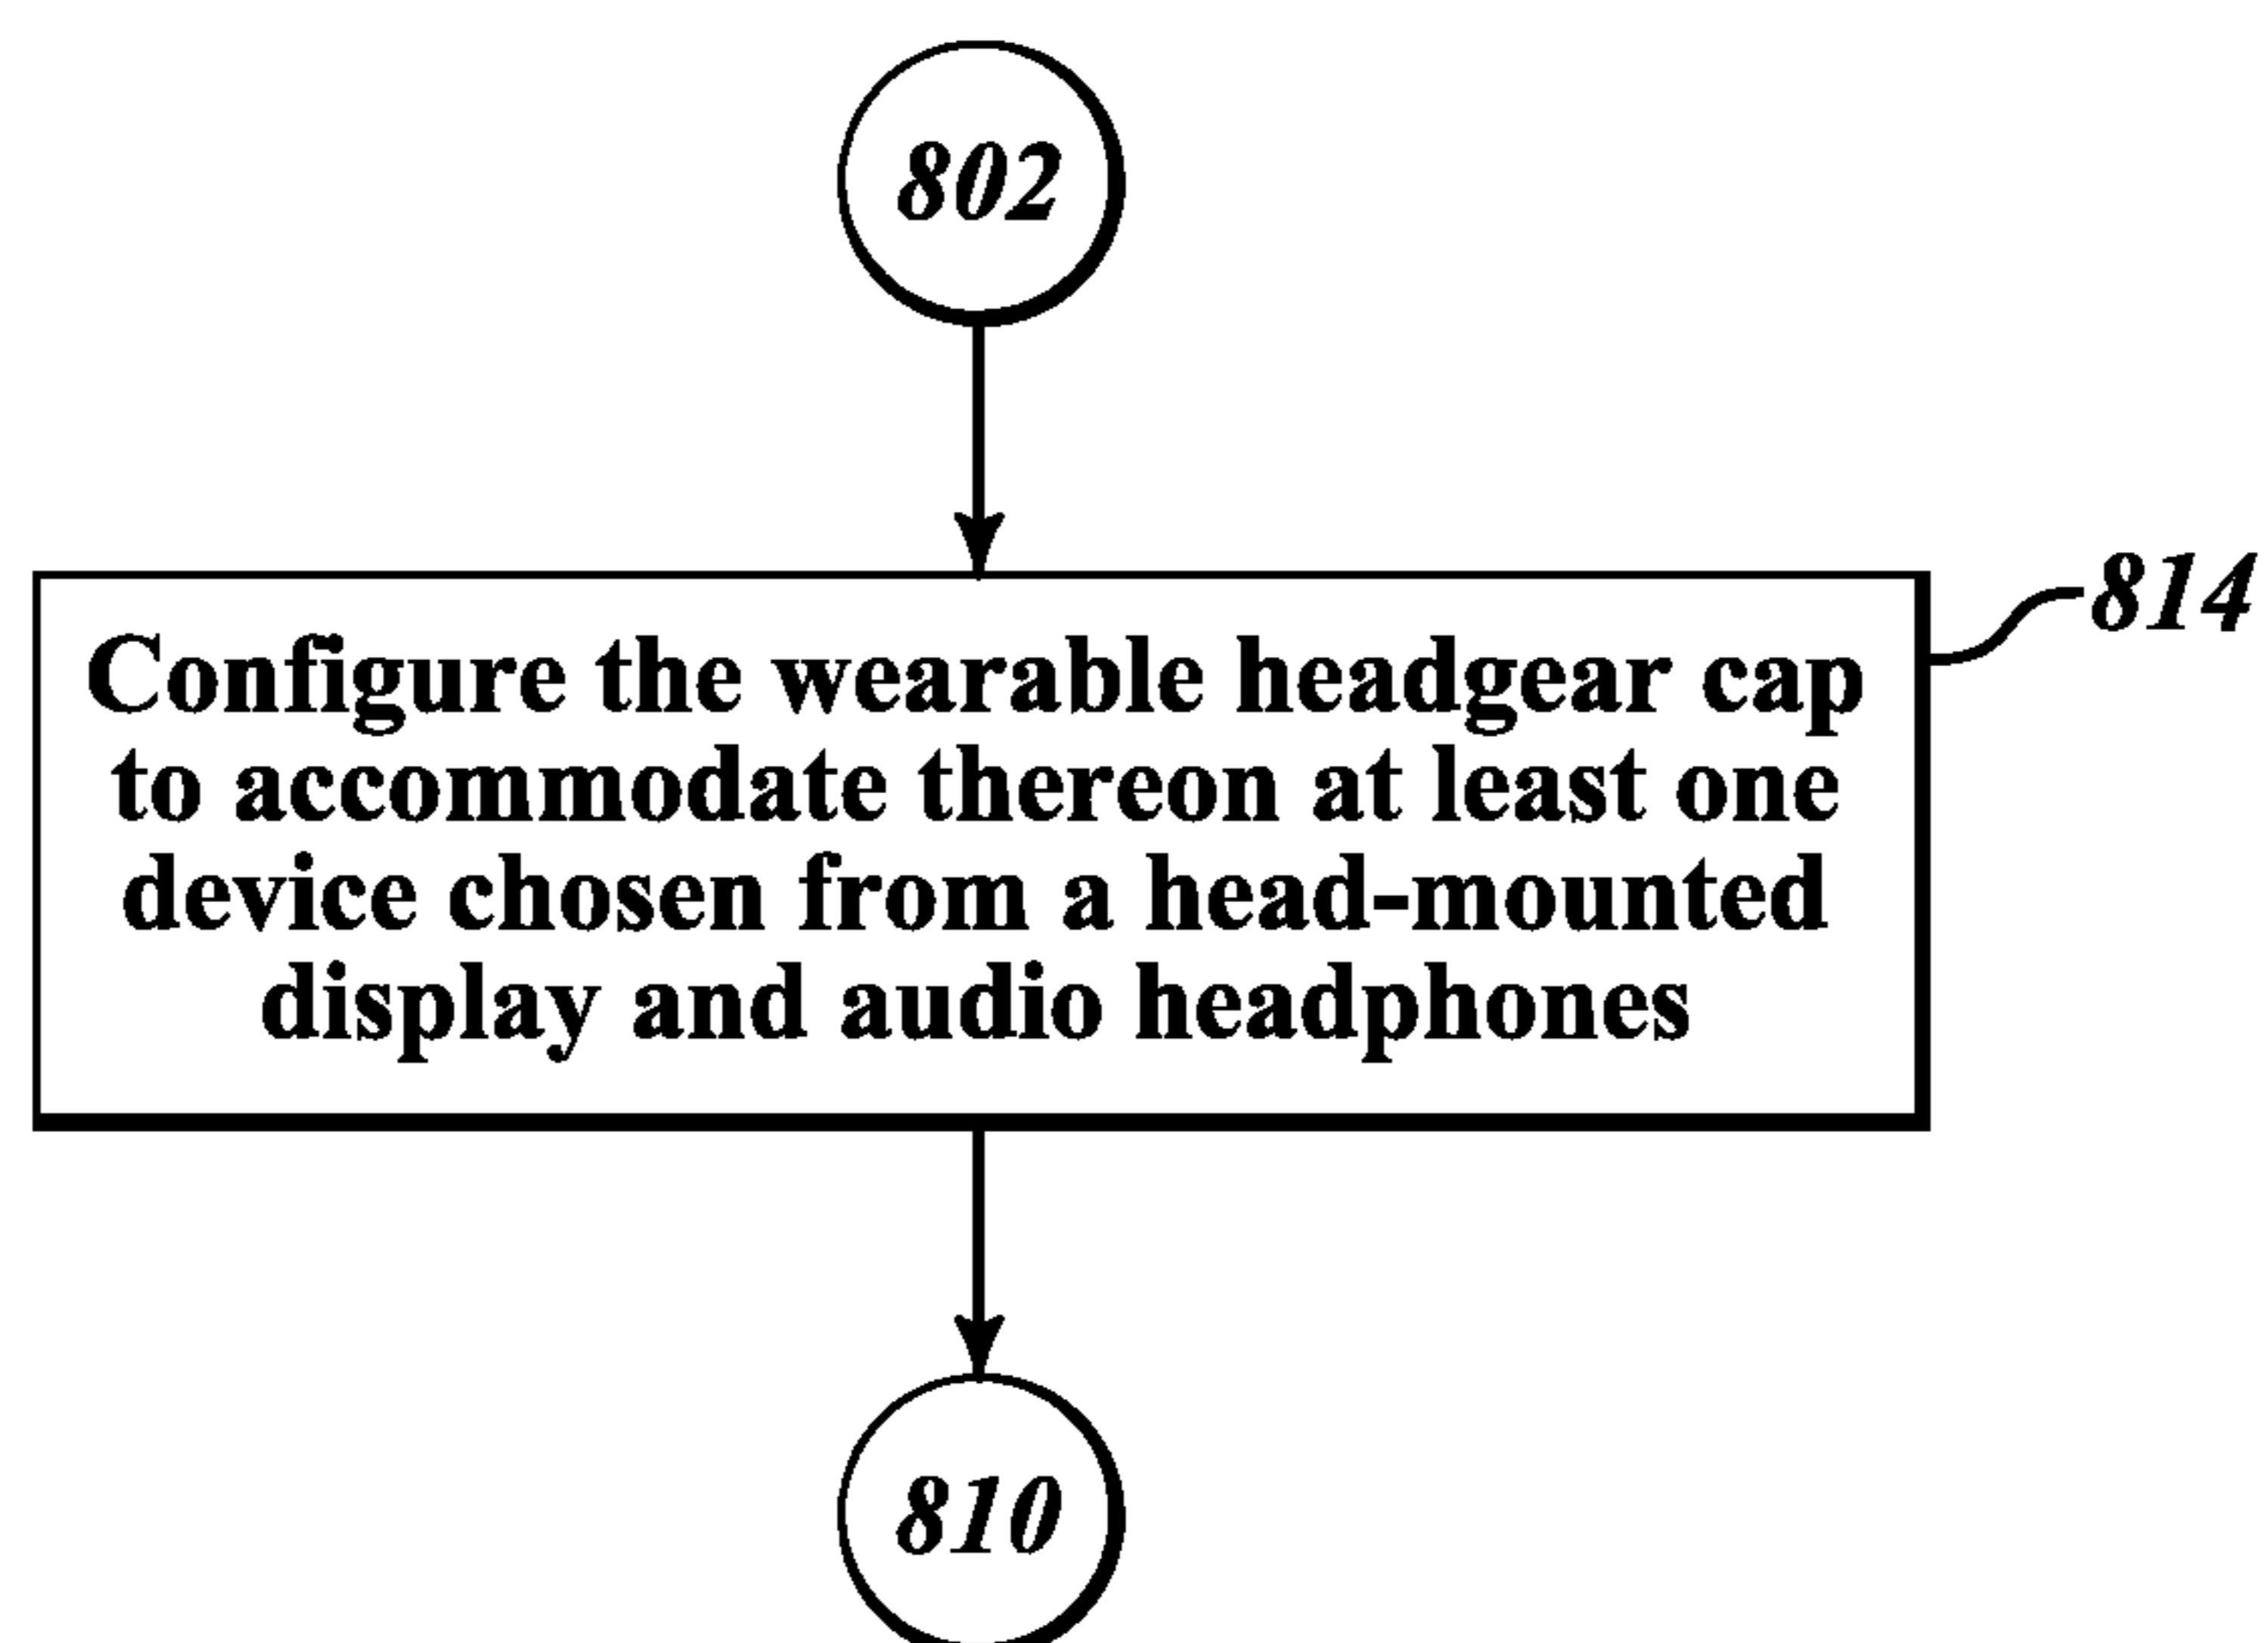 802
814
Configure the wearable headgear cap
to accommodate thereon at least one
device chosen from a head-mounted
display and audio headphones
810